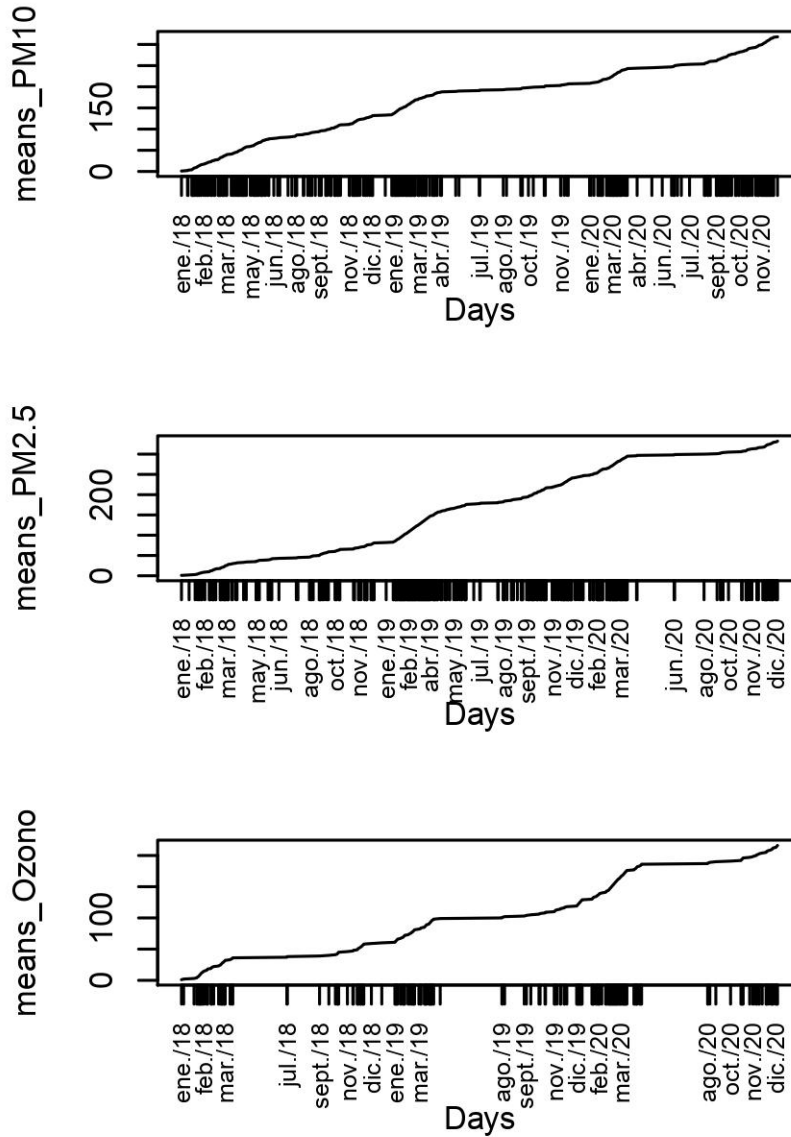 means_PM10
150
0
ene./18 feb./18 mar./18 may./18 jun./18 ago./18 sept./18 nov./18 dic./18 ene./19 mar./19 abr./19 jul./19 ago./19 oct./19 nov./19 ene./20 mar./20 abr./20 jun./20 jul./20 sept./20 oct./20 nov./20
Days
means_PM2.5
200
0
ene./18 feb./18 mar./18 may./18 jun./18 ago./18 oct./18 nov./18 ene./19 feb./19 abr./19 may./19 jul./19 ago./19 sept./19 nov./19 dic./19 feb./20 mar./20 jun./20 ago./20 oct./20 nov./20 dic./20
Days
means_Ozono
100
0
ene./18 feb./18 mar./18 jul./18 sept./18 nov./18 dic./18 ene./19 mar./19 ago./19 sept./19 nov./19 dic./19 feb./20 mar./20 ago./20 oct./20 nov./20 dic./20
Days